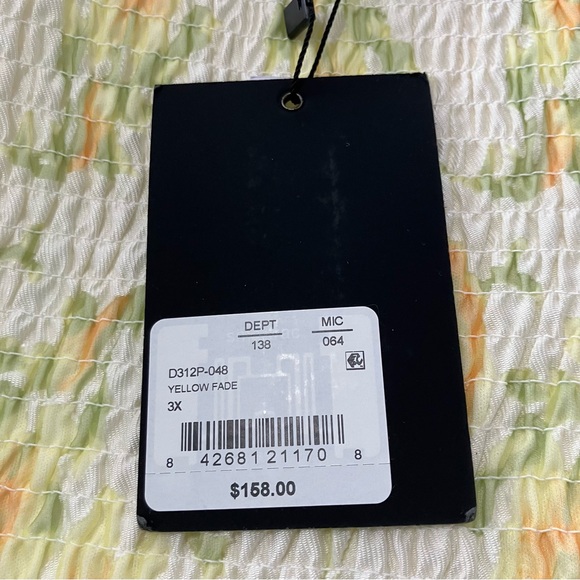 DEPT MIC
138 064
D312P-048
YELLOW FADE
3X
8 42681 21170 8
$158.00